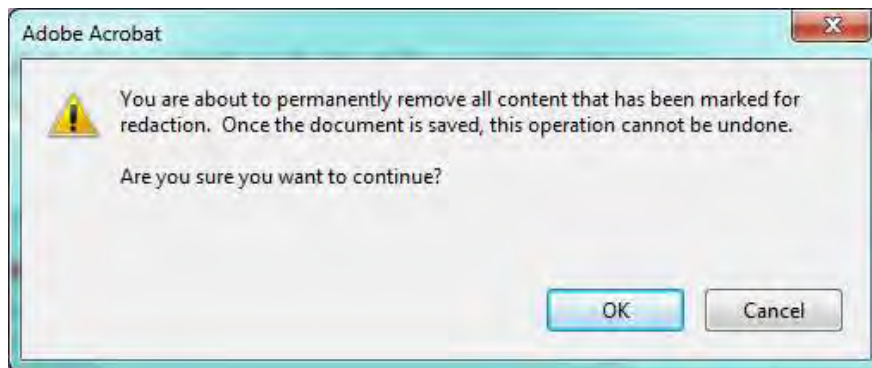 Adobe Acrobat
You are about to permanently remove all content that has been marked for
redaction.  Once the document is saved, this operation cannot be undone.
Are you sure you want to continue?
OK
Cancel